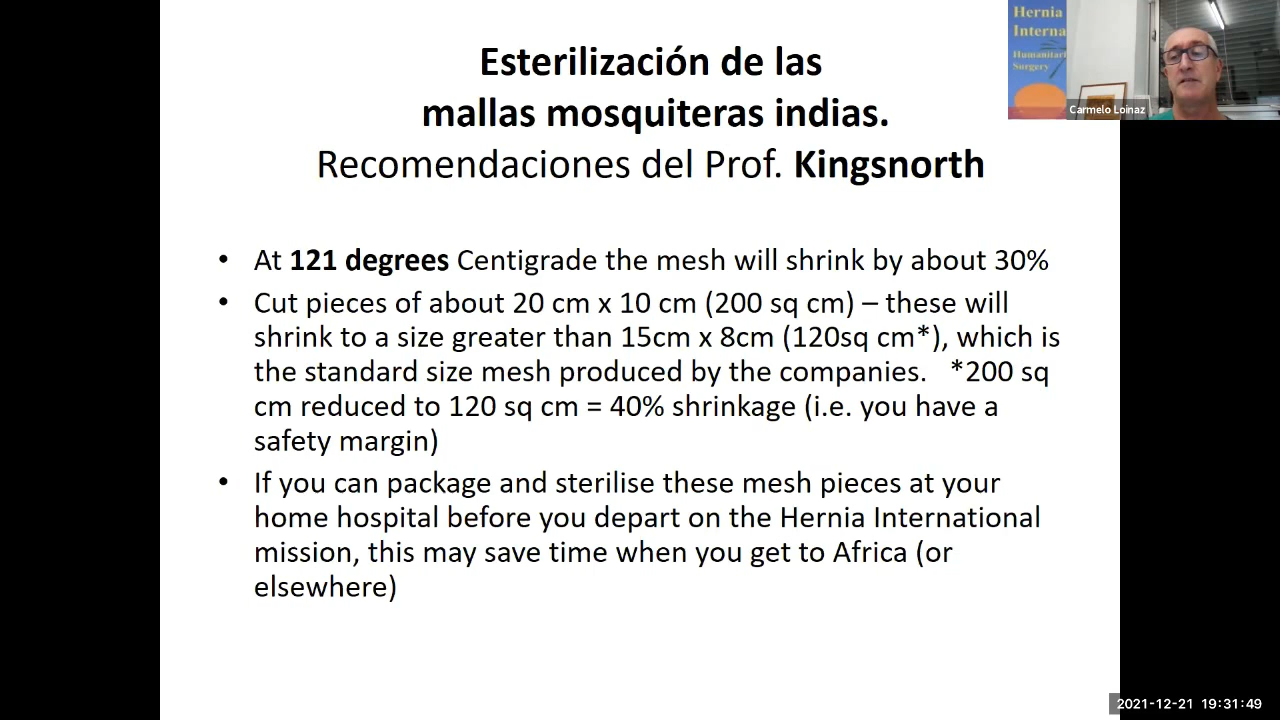 Esterilización de las
mallas mosquiteras indias.
Recomendaciones del Prof. Kingsnorth
• At 121 degrees Centigrade the mesh will shrink by about 30%
• Cut pieces of about 20 cm x 10 cm (200 sq cm) – these will
shrink to a size greater than 15cm x 8cm (120sq cm*), which is
the standard size mesh produced by the companies. *200 sq
cm reduced to 120 sq cm = 40% shrinkage (i.e. you have a
safety margin)
• If you can package and sterilise these mesh pieces at your
home hospital before you depart on the Hernia International
mission, this may save time when you get to Africa (or
elsewhere)
Hernia
Interna
Humanitari
Surgery
Carmelo Loinaz
2021-12-21 19:31:49